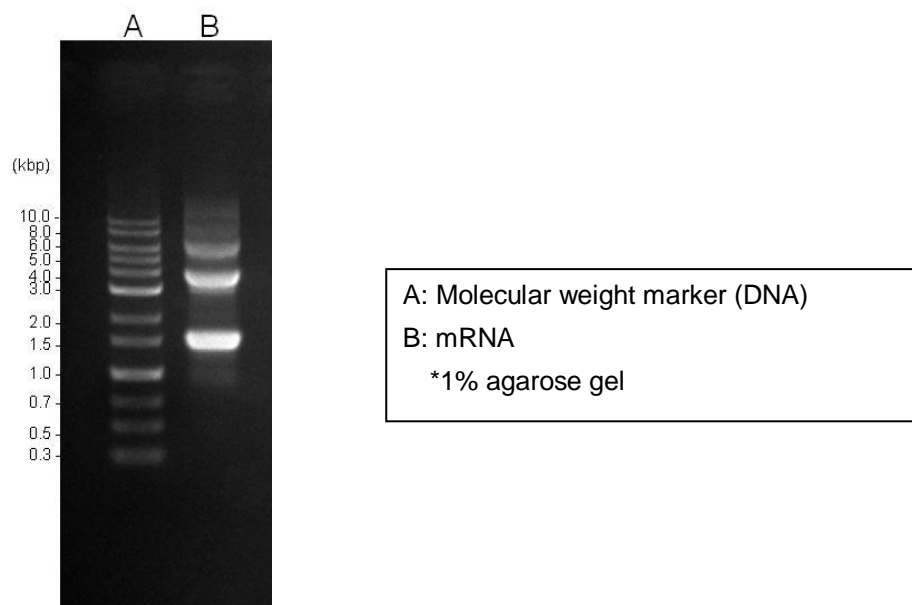 A B
(kbp)
10.0
8.0
6.0
5.0
4.0
3.0
2.0
1.5
1.0
0.7
0.5
0.3
A: Molecular weight marker (DNA)
B: mRNA
*1% agarose gel